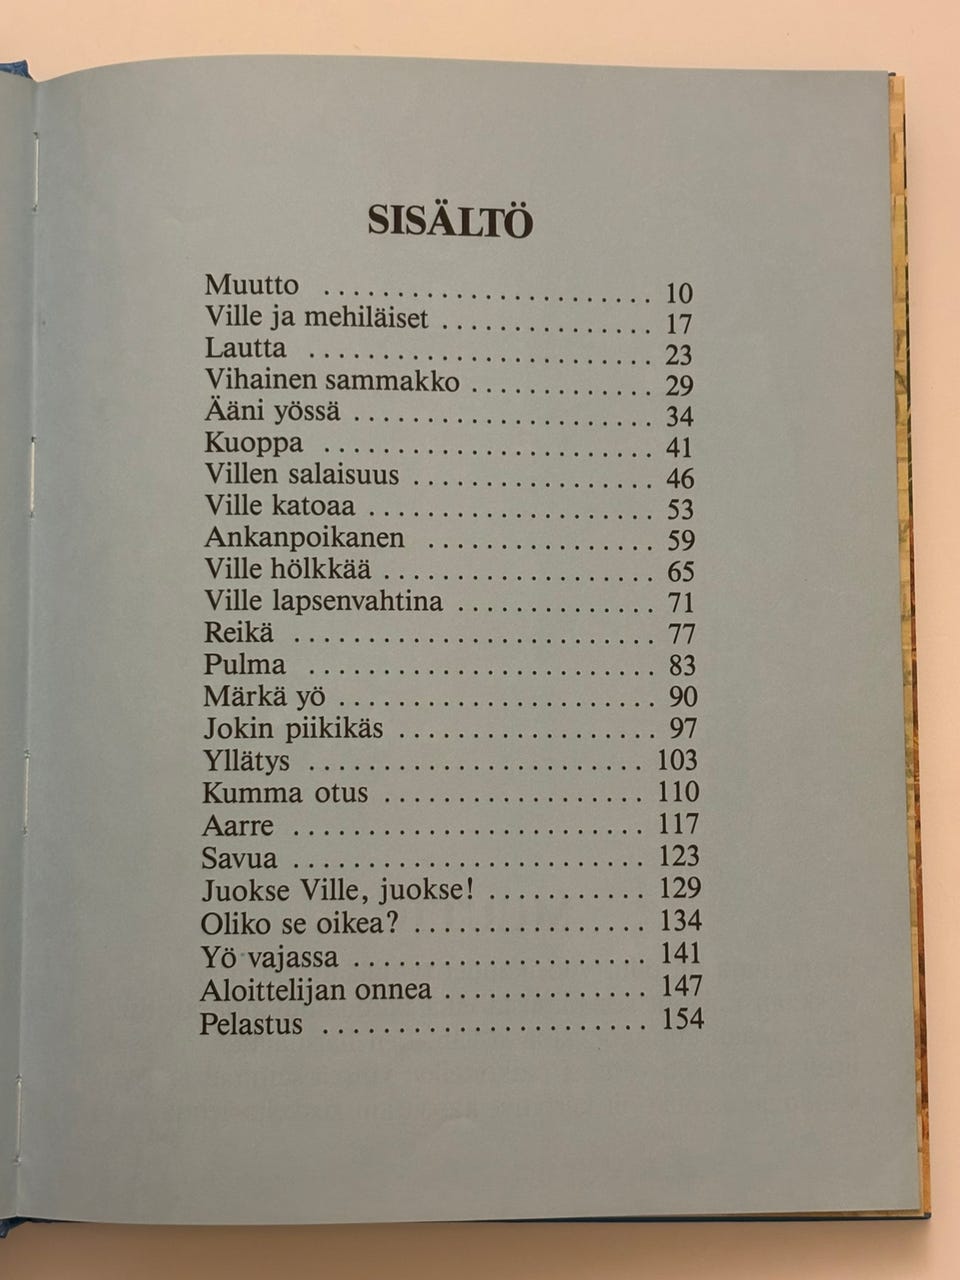 SISÄLTÖ
Muutto ........................ 10
Ville ja mehiläiset ............... 17
Lautta ......................... 23
Vihainen sammakko ............. 29
Ääni yössä ..................... 34
Kuoppa ........................ 41
Villen salaisuus ................. 46
Ville katoaa .................... 53
Ankanpoikanen ................ 59
Ville hölkkää ................... 65
Ville lapsenvahtina .............. 71
Reikä .......................... 77
Pulma ......................... 83
Märkä yö ....................... 90
Jokin piikikäs ................... 97
Yllätys ........................ 103
Kumma otus ................... 110
Aarre .......................... 117
Savua .......................... 123
Juokse Ville, juokse! ........... 129
Oliko se oikea? ................. 134
Yö vajassa ...................... 141
Aloittelijan onnea ............... 147
Pelastus ........................ 154